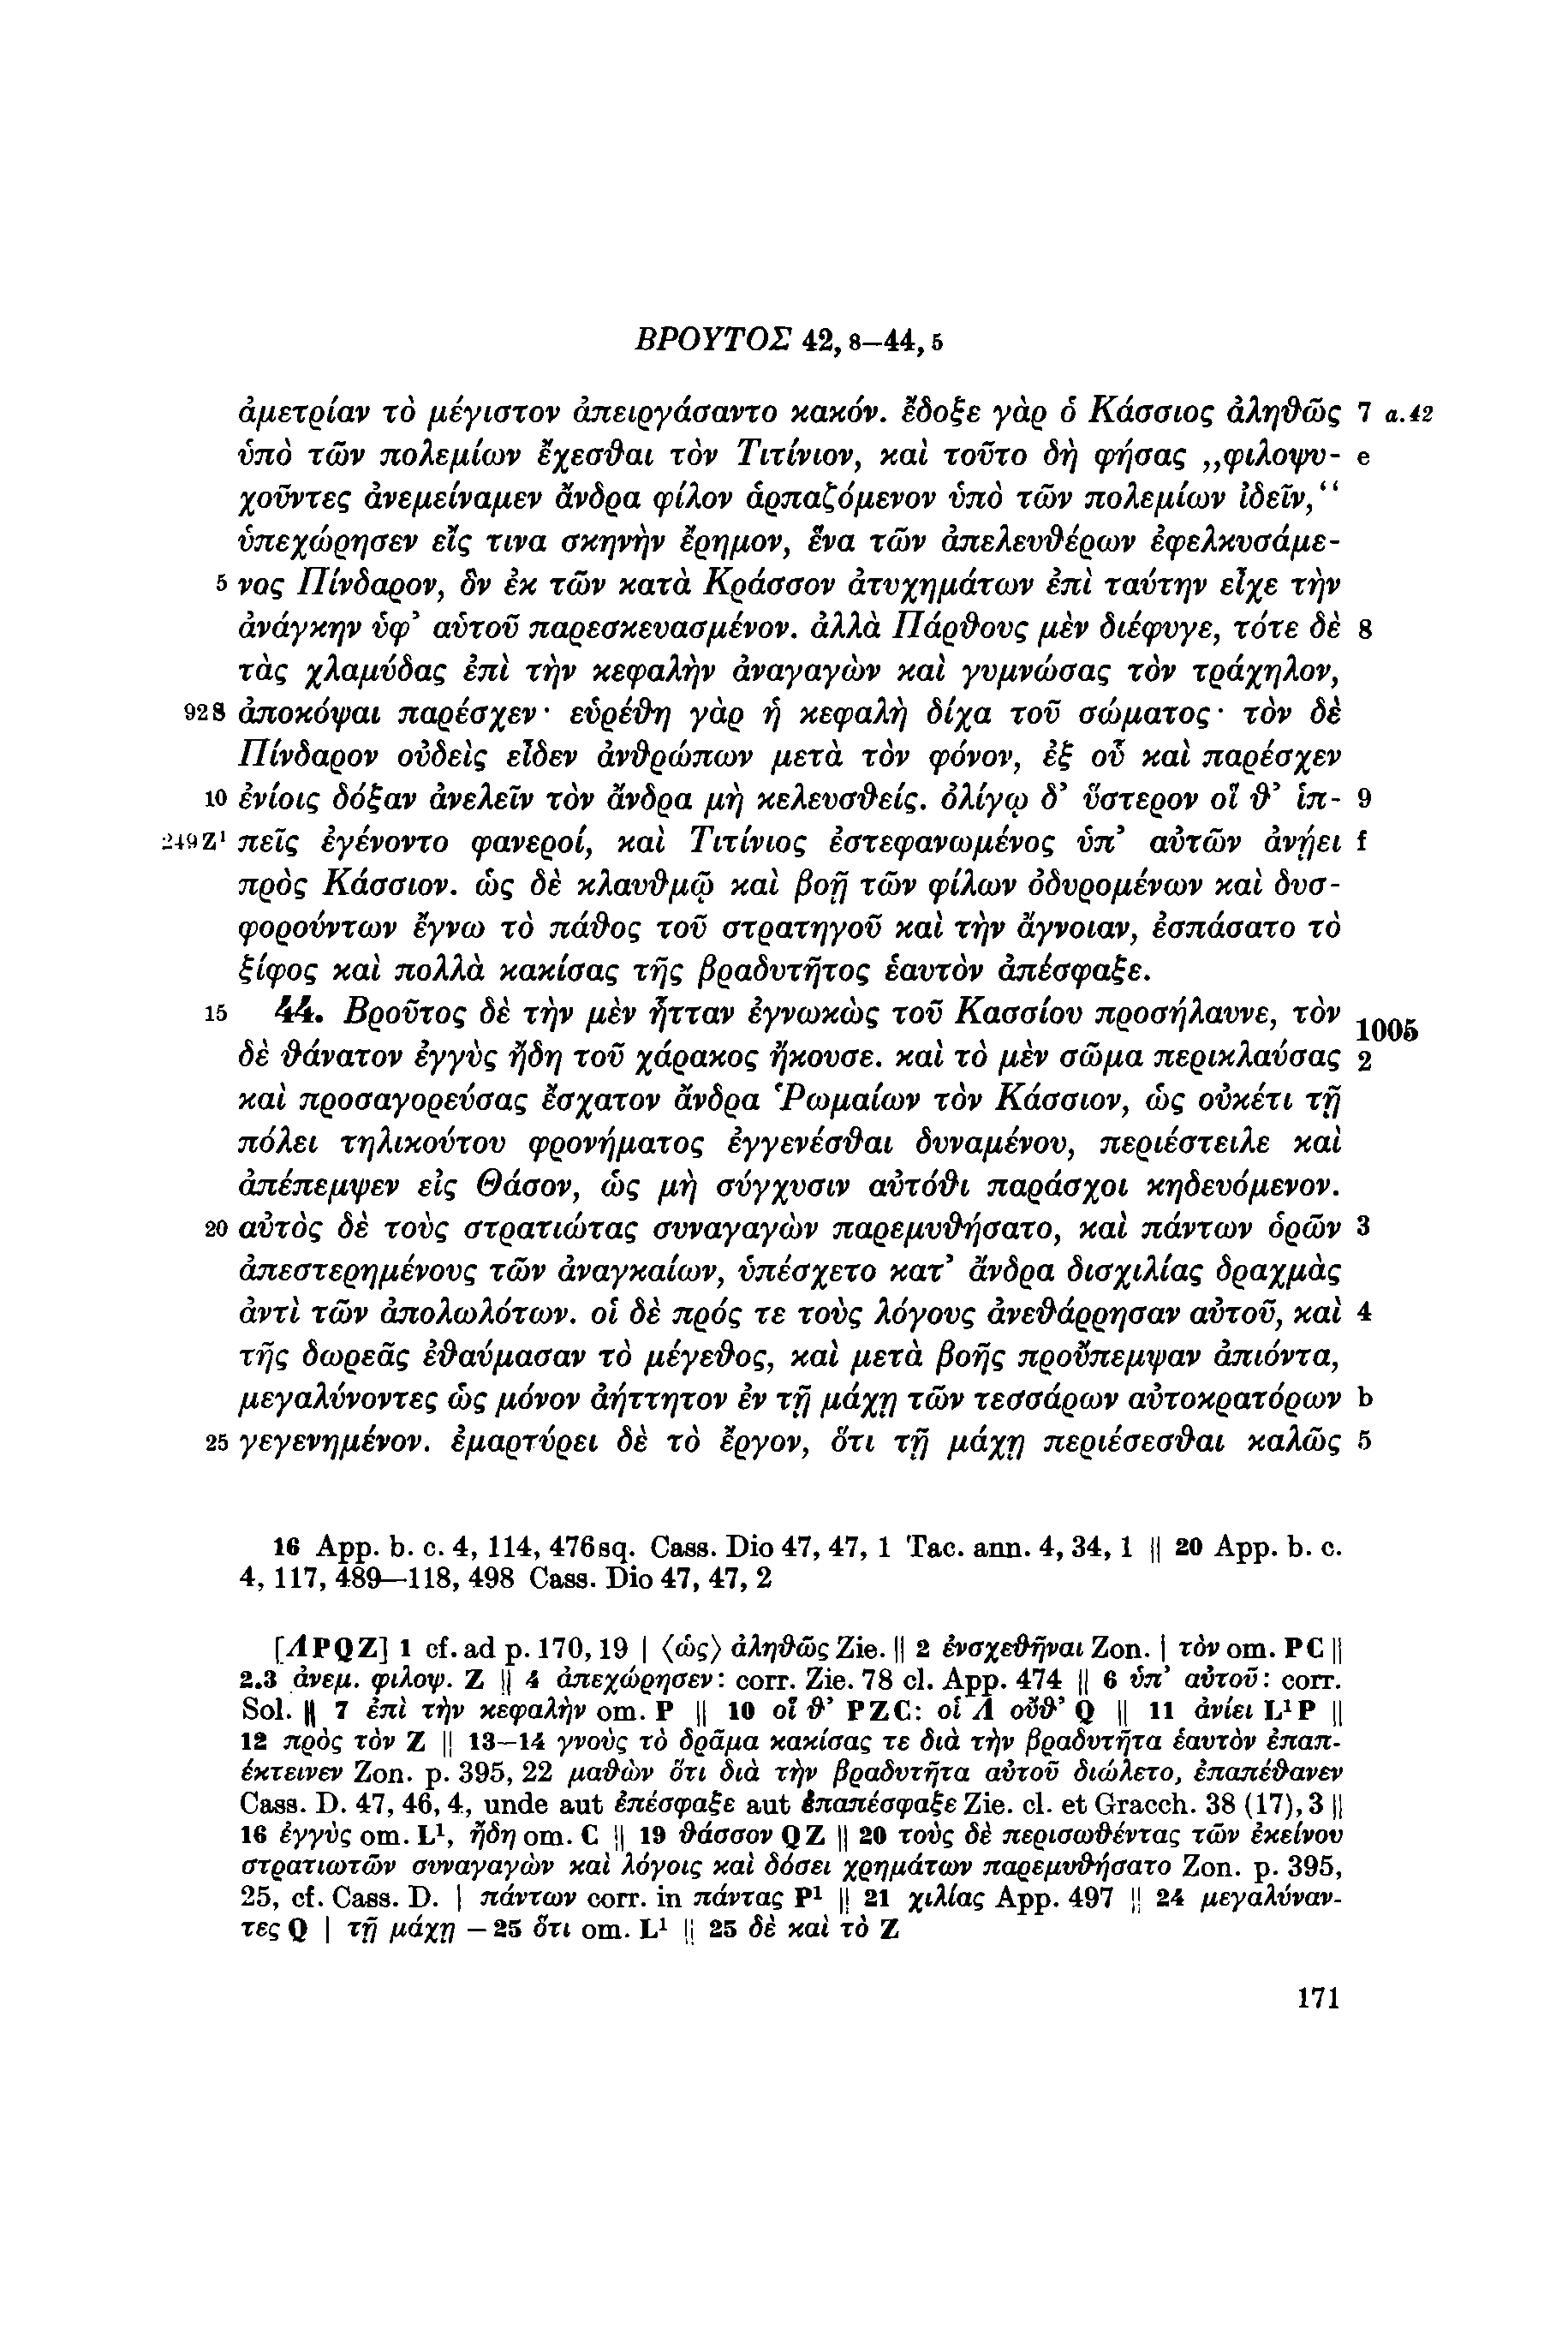 ΒΡΟΥΤΟΣ 42, 8–44, 5
ἀμετρίαν τὸ μέγιστον ἀπειργάσαντο κακόν. ἔδοξε γὰρ ὁ Κάσσιος ἀληθῶς 7 a. 42
ὑπὸ τῶν πολεμίων ἔχεσθαι τὸν Τιτίνιον, καὶ τοῦτο δὴ φήσας „φιλοψυ- e
χοῦντες ἀνεμείναμεν ἄνδρα φίλον ἁρπαζόμενον ὑπὸ τῶν πολεμίων ἰδεῖν,“
ὑπεχώρησεν εἴς τινα σκηνὴν ἔρημον, ἕνα τῶν ἀπελευθέρων ἐφελκυσάμε-
5 νος Πίνδαρον, ὃν ἐκ τῶν κατὰ Κράσσον ἀτυχημάτων ἐπὶ ταύτην εἶχε τὴν
ἀνάγκην ὑφ’ αὑτοῦ παρεσκευασμένον. ἀλλὰ Πάρθους μὲν διέφυγε, τότε δὲ 8
τὰς χλαμύδας ἐπὶ τὴν κεφαλὴν ἀναγαγὼν καὶ γυμνώσας τὸν τράχηλον,
92S ἀποκόψαι παρέσχεν· εὑρέθη γὰρ ἡ κεφαλὴ δίχα τοῦ σώματος· τὸν δὲ
Πίνδαρον οὐδεὶς εἶδεν ἀνθρώπων μετὰ τὸν φόνον, ἐξ οὗ καὶ παρέσχεν
10 ἐνίοις δόξαν ἀνελεῖν τὸν ἄνδρα μὴ κελευσθείς. ὀλίγῳ δ’ ὕστερον οἵ θ’ ἱπ- 9
249Z¹ πεῖς ἐγένοντο φανεροί, καὶ Τιτίνιος ἐστεφανωμένος ὑπ’ αὐτῶν ἀνῄει f
πρὸς Κάσσιον. ὡς δὲ κλαυθμῷ καὶ βοῇ τῶν φίλων ὀδυρομένων καὶ δυσ-
φορούντων ἔγνω τὸ πάθος τοῦ στρατηγοῦ καὶ τὴν ἄγνοιαν, ἐσπάσατο τὸ
ξίφος καὶ πολλὰ κακίσας τῆς βραδυτῆτος ἑαυτὸν ἀπέσφαξε.
15 44. Βροῦτος δὲ τὴν μὲν ἧτταν ἐγνωκὼς τοῦ Κασσίου προσήλαυνε, τὸν 1005
δὲ θάνατον ἐγγὺς ἤδη τοῦ χάρακος ἤκουσε. καὶ τὸ μὲν σῶμα περικλαύσας 2
καὶ προσαγορεύσας ἔσχατον ἄνδρα Ῥωμαίων τὸν Κάσσιον, ὡς οὐκέτι τῇ
πόλει τηλικούτου φρονήματος ἐγγενέσθαι δυναμένου, περιέστειλε καὶ
ἀπέπεμψεν εἰς Θάσον, ὡς μὴ σύγχυσιν αὐτόθι παράσχοι κηδευόμενον.
20 αὐτὸς δὲ τοὺς στρατιώτας συναγαγὼν παρεμυθήσατο, καὶ πάντων ὁρῶν 3
ἀπεστερημένους τῶν ἀναγκαίων, ὑπέσχετο κατ’ ἄνδρα δισχιλίας δραχμὰς
ἀντὶ τῶν ἀπολωλότων. οἱ δὲ πρός τε τοὺς λόγους ἀνεθάρρησαν αὐτοῦ, καὶ 4
τῆς δωρεᾶς ἐθαύμασαν τὸ μέγεθος, καὶ μετὰ βοῆς προὔπεμψαν ἀπιόντα,
μεγαλύνοντες ὡς μόνον ἀήττητον ἐν τῇ μάχῃ τῶν τεσσάρων αὐτοκρατόρων b
25 γεγενημένον. ἐμαρτύρει δὲ τὸ ἔργον, ὅτι τῇ μάχῃ περιέσεσθαι καλῶς 5
16 App. b. c. 4, 114, 476 sq. Cass. Dio 47, 47, 1 Tac. ann. 4, 34, 1 || 20 App. b. c.
4, 117, 489—118, 498 Cass. Dio 47, 47, 2
[ΛPQZ] 1 cf. ad p. 170, 19 | ⟨ὡς⟩ ἀληθῶς Zie. || 2 ἐνσχεθῆναι Zon. | τὸν om. PC ||
2.3 ἀνεμ. φιλοψ. Z || 4 ἀπεχώρησεν: corr. Zie. 78 cl. App. 474 || 6 ὑπ’ αὐτοῦ: corr.
Sol. || 7 ἐπὶ τὴν κεφαλὴν om. P || 10 οἵ θ’ PZC: οἱ Λ οὔθ’ Q || 11 ἀνίει L¹P ||
12 πρὸς τὸν Z || 13–14 γνοὺς τὸ δρᾶμα κακίσας τε διὰ τὴν βραδυτῆτα ἑαυτὸν ἐπαπ-
έκτεινεν Zon. p. 395, 22 μαθὼν ὅτι διὰ τὴν βραδυτῆτα αὐτοῦ διώλετο, ἐπαπέθανεν
Cass. D. 47, 46, 4, unde aut ἐπέσφαξε aut ἐπαπέσφαξε Zie. cl. et Gracch. 38 (17), 3 ||
16 ἐγγὺς om. L¹, ἤδη om. C || 19 θάσσον QZ || 20 τοὺς δὲ περισωθέντας τῶν ἐκείνου
στρατιωτῶν συναγαγὼν καὶ λόγοις καὶ δόσει χρημάτων παρεμυθήσατο Zon. p. 395,
25, cf. Cass. D. | πάντων corr. in πάντας P¹ || 21 χιλίας App. 497 || 24 μεγαλύναν-
τες Q | τῇ μάχῃ – 25 ὅτι om. L¹ || 25 δὲ καὶ τὸ Z
171